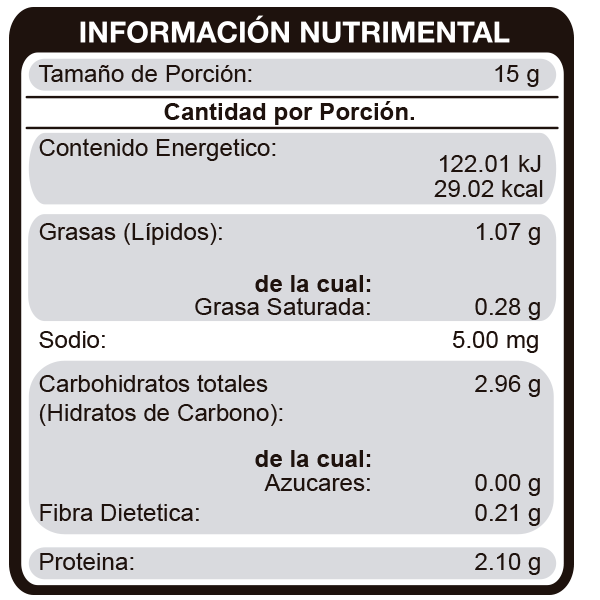 INFORMACIÓN NUTRIMENTAL
Tamaño de Porción: 15 g
Cantidad por Porción.
Contenido Energetico:
122.01 kJ
29.02 kcal
Grasas (Lípidos): 1.07 g
de la cual:
Grasa Saturada: 0.28 g
Sodio: 5.00 mg
Carbohidratos totales 2.96 g
(Hidratos de Carbono):
de la cual:
Azucares: 0.00 g
Fibra Dietetica: 0.21 g
Proteina: 2.10 g